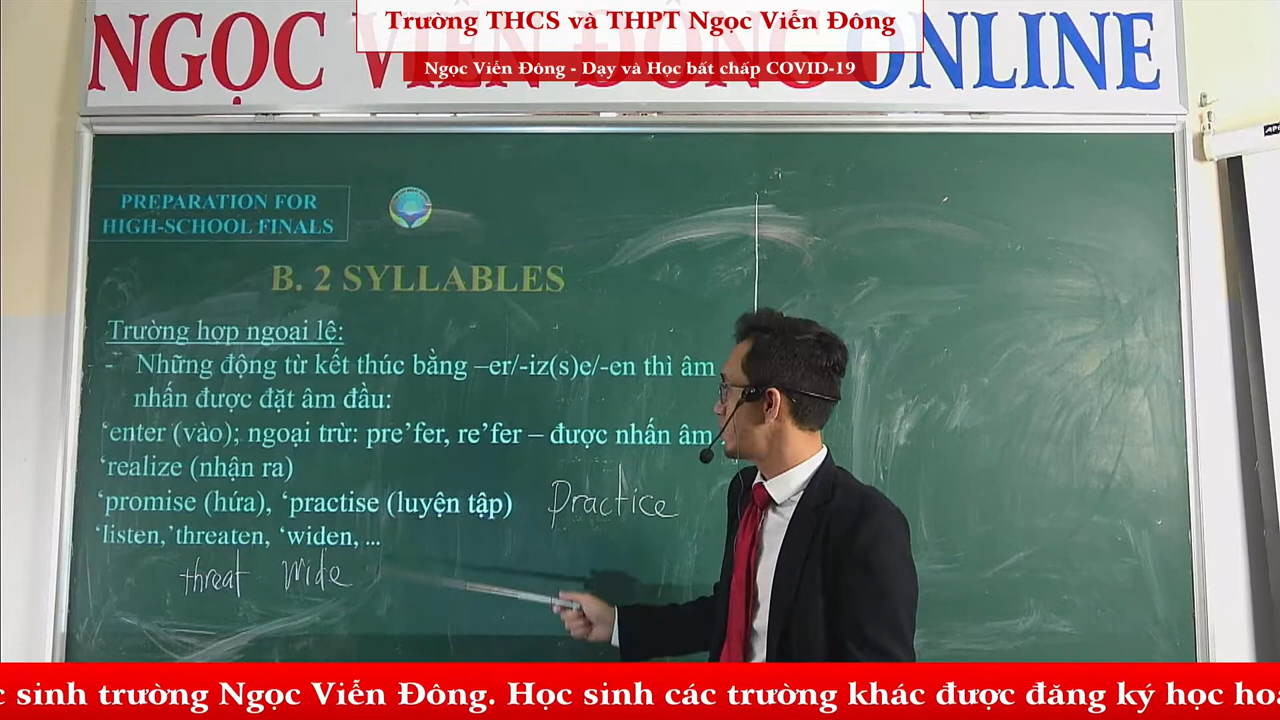 NGỌC VIỄN ĐÔNG ONLINE
Trường THCS và THPT Ngọc Viễn Đông
Ngọc Viễn Đông - Dạy và Học bất chấp COVID-19
PREPARATION FOR
HIGH-SCHOOL FINALS
B. 2 SYLLABLES
Trường hợp ngoại lệ:
- Những động từ kết thúc bằng –er/-iz(s)e/-en thì âm
nhấn được đặt âm đầu:
‘enter (vào); ngoại trừ: pre’fer, re’fer – được nhấn âm
‘realize (nhận ra)
‘promise (hứa), ‘practise (luyện tập) Practice
‘listen,’threaten, ‘widen, ...
threat wide
sinh trường Ngọc Viễn Đông. Học sinh các trường khác được đăng ký học